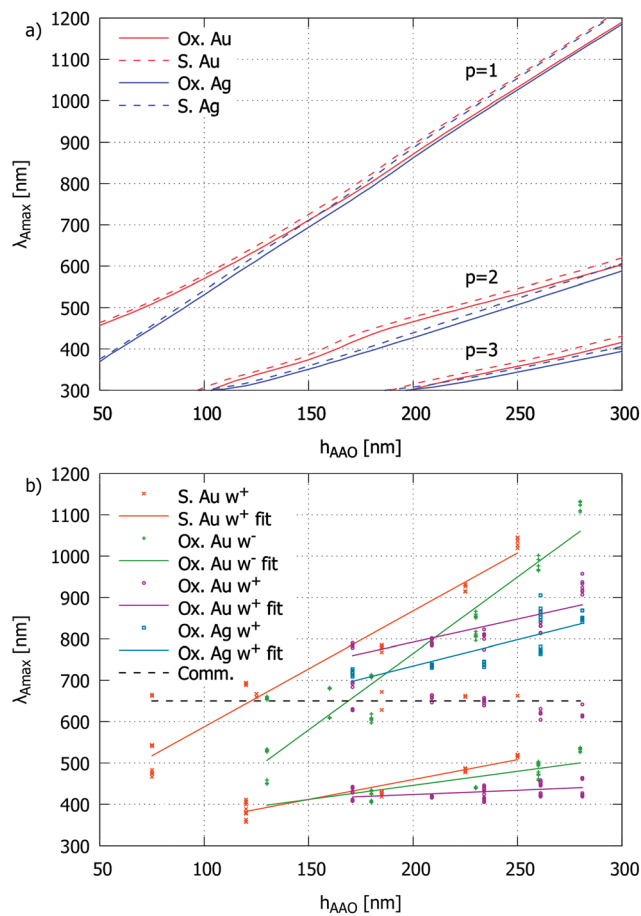 a)
1200
1100
1000
900
800
700
600
500
400
300
λAmax [nm]
Ox. Au
S. Au
Ox. Ag
S. Ag
p=1
p=2
p=3
50 100 150 200 250 300
hAAO [nm]
b)
1200
1100
1000
900
800
700
600
500
400
300
λAmax [nm]
S. Au w+
S. Au w+ fit
Ox. Au w-
Ox. Au w- fit
Ox. Au w+
Ox. Au w+ fit
Ox. Ag w+
Ox. Ag w+ fit
Comm.
50 100 150 200 250 300
hAAO [nm]